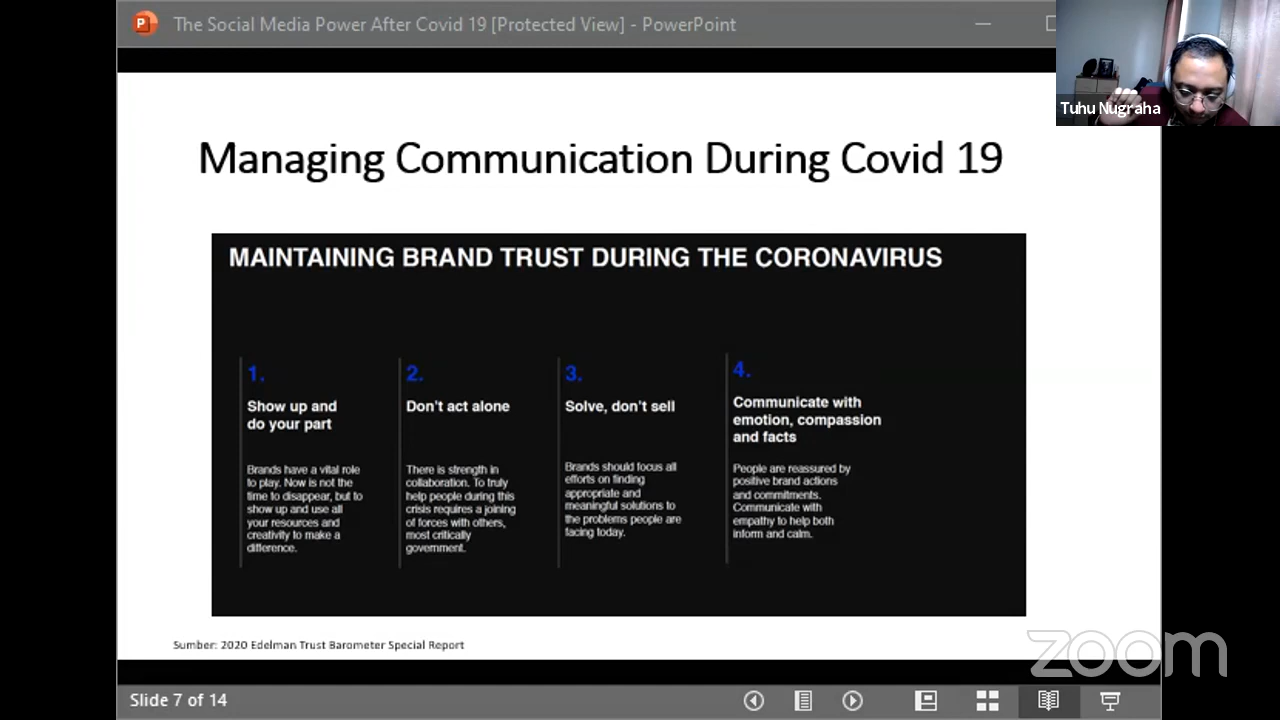 The Social Media Power After Covid 19 [Protected View] - PowerPoint
Tuhu Nugraha
Managing Communication During Covid 19
MAINTAINING BRAND TRUST DURING THE CORONAVIRUS
1.
Show up and
do your part
Brands have a vital role
to play. Now is not the
time to disappear, but to
show up and use all
your resources and
creativity to make a
difference.
2.
Don't act alone
There is strength in
collaboration. To truly
help people during this
crisis requires a joining
of forces with others,
most critically
government.
3.
Solve, don't sell
Brands should focus all
efforts on finding
appropriate and
meaningful solutions to
the problems people are
facing today.
4.
Communicate with
emotion, compassion
and facts
People are reassured by
positive brand actions
and commitments.
Communicate with
empathy to help both
inform and calm.
Sumber: 2020 Edelman Trust Barometer Special Report
zoom
Slide 7 of 14